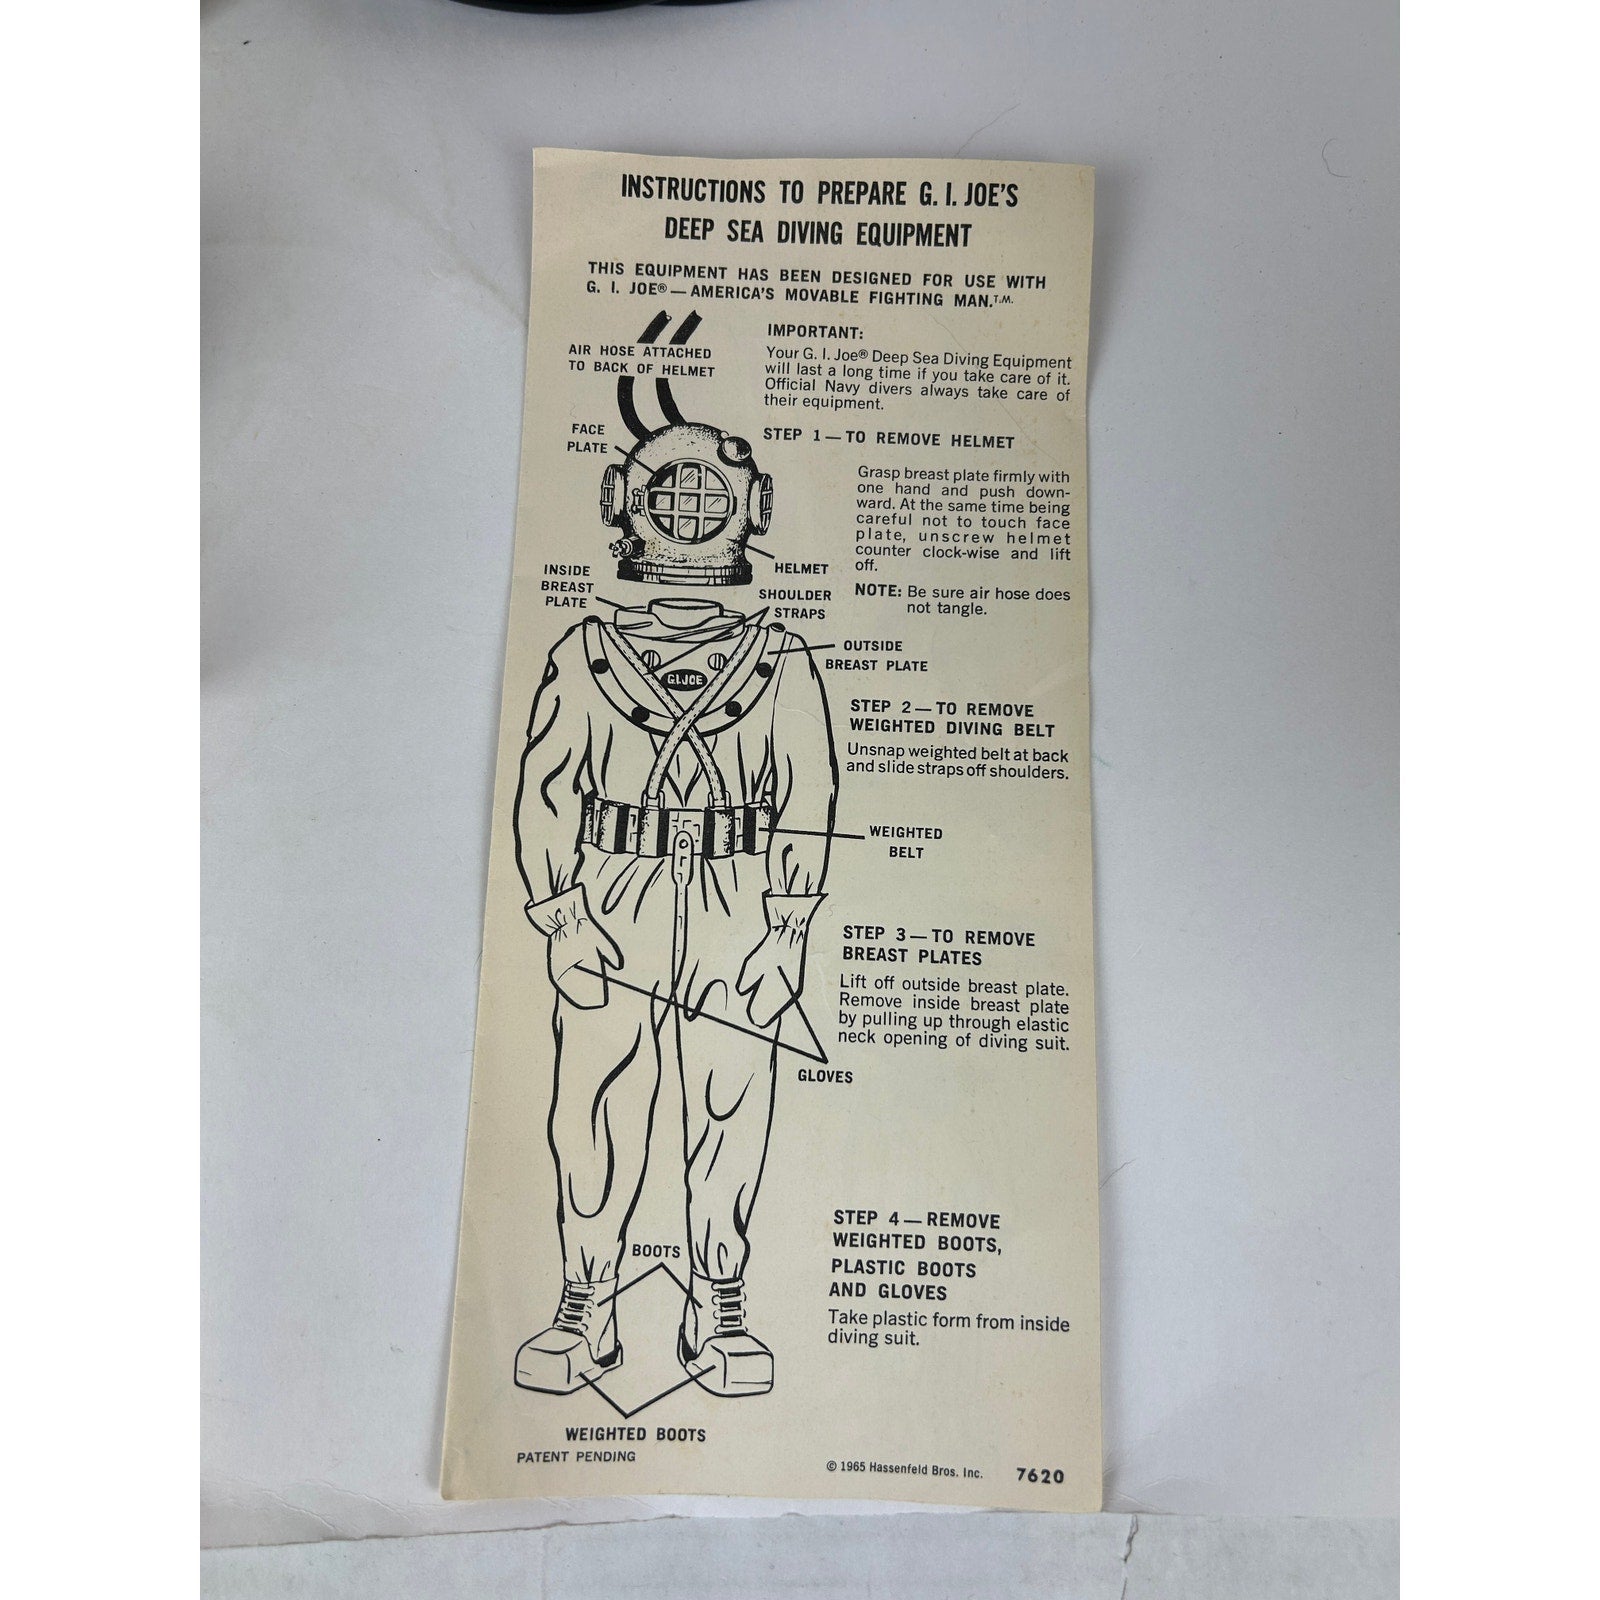 INSTRUCTIONS TO PREPARE G. I. JOE'S
DEEP SEA DIVING EQUIPMENT
THIS EQUIPMENT HAS BEEN DESIGNED FOR USE WITH
G. I. JOE® — AMERICA'S MOVABLE FIGHTING MAN.T.M.
AIR HOSE ATTACHED
TO BACK OF HELMET
IMPORTANT:
Your G. I. Joe® Deep Sea Diving Equipment
will last a long time if you take care of it.
Official Navy divers always take care of
their equipment.
FACE
PLATE
STEP 1 — TO REMOVE HELMET
Grasp breast plate firmly with
one hand and push down-
ward. At the same time being
careful not to touch face
plate, unscrew helmet
counter clock-wise and lift
off.
HELMET
INSIDE
BREAST
PLATE
SHOULDER
STRAPS
NOTE: Be sure air hose does
not tangle.
OUTSIDE
BREAST PLATE
G.I.JOE
STEP 2 — TO REMOVE
WEIGHTED DIVING BELT
Unsnap weighted belt at back
and slide straps off shoulders.
WEIGHTED
BELT
STEP 3 — TO REMOVE
BREAST PLATES
Lift off outside breast plate.
Remove inside breast plate
by pulling up through elastic
neck opening of diving suit.
GLOVES
STEP 4 — REMOVE
WEIGHTED BOOTS,
PLASTIC BOOTS
AND GLOVES
Take plastic form from inside
diving suit.
BOOTS
WEIGHTED BOOTS
PATENT PENDING
© 1965 Hassenfeld Bros. Inc. 7620